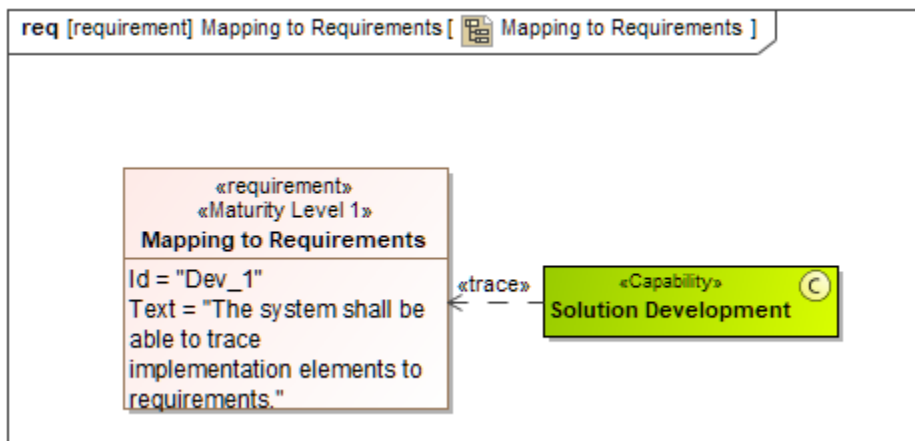 req [requirement] Mapping to Requirements [ Mapping to Requirements ]
«requirement»
«Maturity Level 1»
Mapping to Requirements
Id = "Dev_1"
Text = "The system shall be
able to trace
implementation elements to
requirements."
«trace»
«Capability»
C
Solution Development